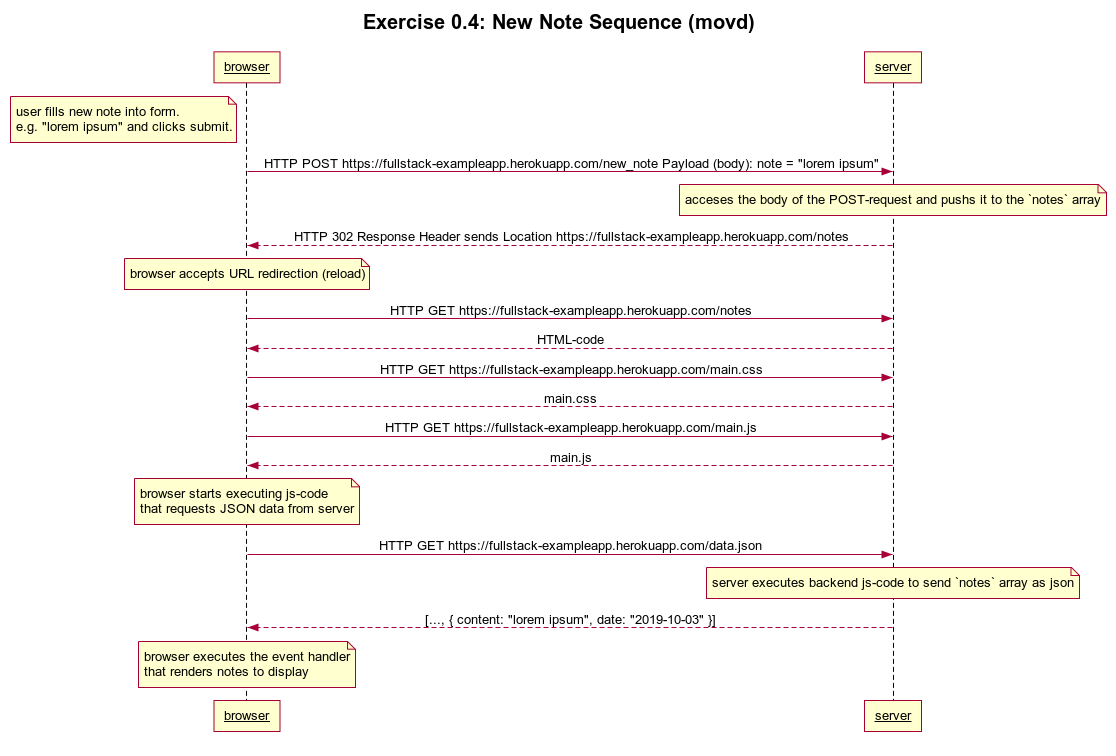 Exercise 0.4: New Note Sequence (movd)
browser
server
user fills new note into form.
e.g. "lorem ipsum" and clicks submit.
HTTP POST https://fullstack-exampleapp.herokuapp.com/new_note Payload (body): note = "lorem ipsum"
acceses the body of the POST-request and pushs it to the `notes` array
HTTP 302 Response Header sends Location https://fullstack-exampleapp.herokuapp.com/notes
browser accepts URL redirection (reload)
HTTP GET https://fullstack-exampleapp.herokuapp.com/notes
HTML-code
HTTP GET https://fullstack-exampleapp.herokuapp.com/main.css
main.css
HTTP GET https://fullstack-exampleapp.herokuapp.com/main.js
main.js
browser starts executing js-code
that requests JSON data from server
HTTP GET https://fullstack-exampleapp.herokuapp.com/data.json
server executes backend js-code to send `notes` array as json
[..., { content: "lorem ipsum", date: "2019-10-03" }]
browser executes the event handler
that renders notes to display
browser
server